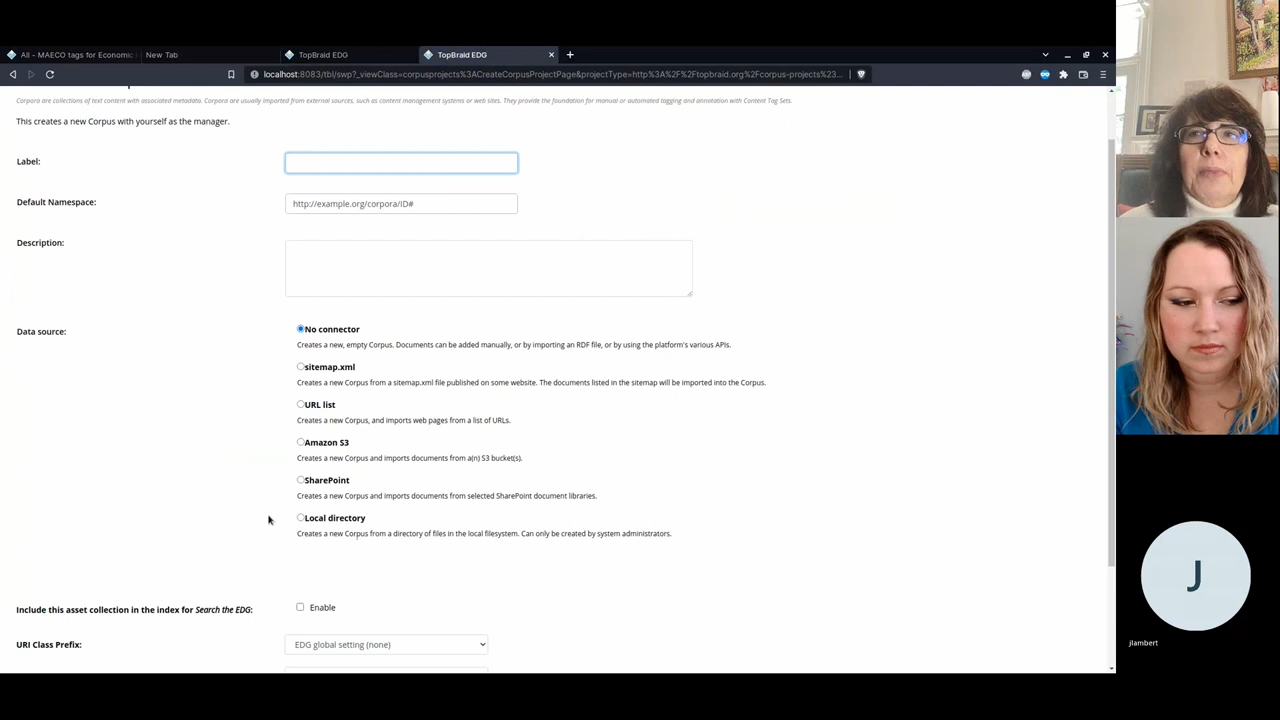 All - MAECO tags for Economic
New Tab
TopBraid EDG
TopBraid EDG
localhost:8083/tbl/swp?_viewClass=corpusprojects%3ACreateCorpusProjectPage&projectType=http%3A%2F%2Ftopbraid.org%2Fcorpus-projects%23...
Corpora are collections of text content with associated metadata. Corpora are usually imported from external sources, such as content management systems or web sites. They provide the foundation for manual or automated tagging and annotation with Content Tag Sets.
This creates a new Corpus with yourself as the manager.
Label:
Default Namespace:
http://example.org/corpora/ID#
Description:
Data source:
No connector
Creates a new, empty Corpus. Documents can be added manually, or by importing an RDF file, or by using the platform's various APIs.
sitemap.xml
Creates a new Corpus from a sitemap.xml file published on some website. The documents listed in the sitemap will be imported into the Corpus.
URL list
Creates a new Corpus, and imports web pages from a list of URLs.
Amazon S3
Creates a new Corpus and imports documents from a(n) S3 bucket(s).
SharePoint
Creates a new Corpus and imports documents from selected SharePoint document libraries.
Local directory
Creates a new Corpus from a directory of files in the local filesystem. Can only be created by system administrators.
Include this asset collection in the index for Search the EDG:
Enable
URI Class Prefix:
EDG global setting (none)
J
jlambert